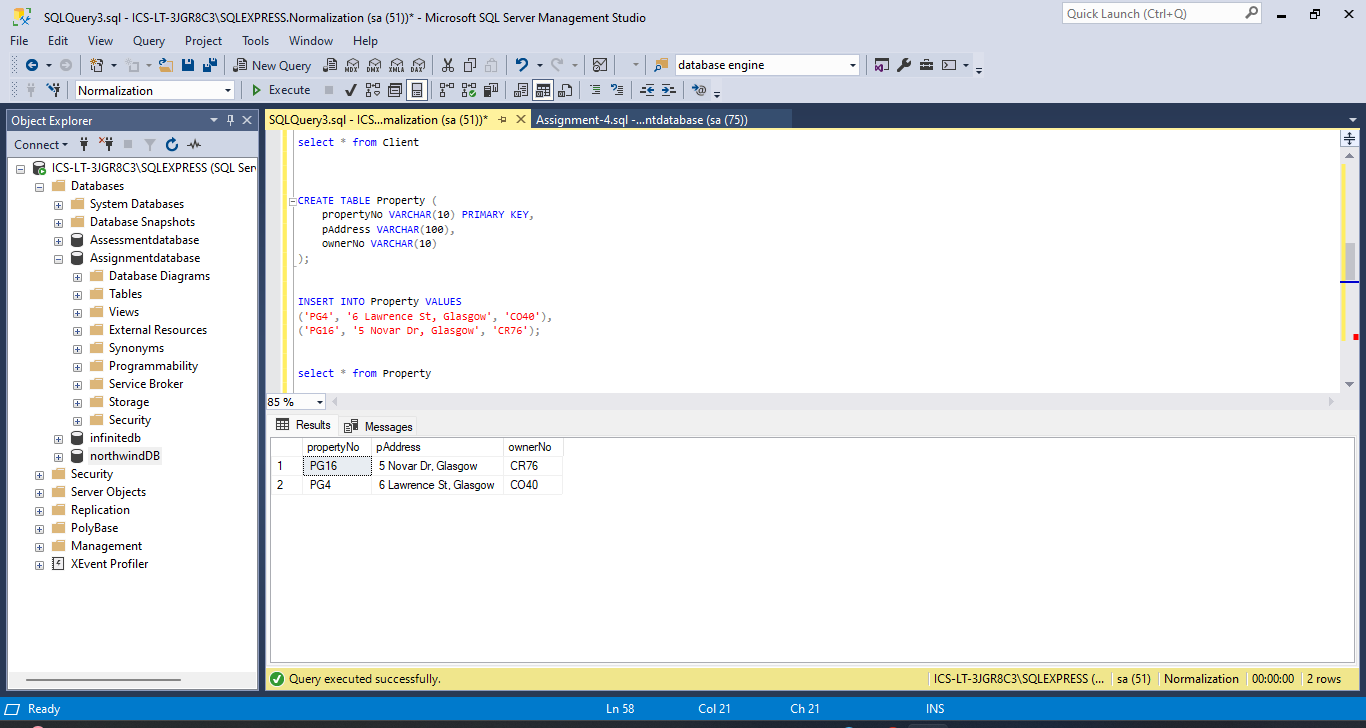 SQLQuery3.sql - ICS-LT-3JGR8C3\SQLEXPRESS.Normalization (sa (51))* - Microsoft SQL Server Management Studio
Quick Launch (Ctrl+Q)
File Edit View Query Project Tools Window Help
New Query MDX DMX XMLA DAX database engine
Normalization Execute
Object Explorer
Connect
ICS-LT-3JGR8C3\SQLEXPRESS (SQL Ser
Databases
System Databases
Database Snapshots
Assessmentdatabase
Assignmentdatabase
Database Diagrams
Tables
Views
External Resources
Synonyms
Programmability
Service Broker
Storage
Security
infinitedb
northwindDB
Security
Server Objects
Replication
PolyBase
Management
XEvent Profiler
SQLQuery3.sql - ICS...malization (sa (51))* Assignment-4.sql -...ntdatabase (sa (75))
select * from Client
CREATE TABLE Property (
propertyNo VARCHAR(10) PRIMARY KEY,
pAddress VARCHAR(100),
ownerNo VARCHAR(10)
);
INSERT INTO Property VALUES
('PG4', '6 Lawrence St, Glasgow', 'CO40'),
('PG16', '5 Novar Dr, Glasgow', 'CR76');
select * from Property
85 %
Results Messages
propertyNo pAddress ownerNo
1 PG16 5 Novar Dr, Glasgow CR76
2 PG4 6 Lawrence St, Glasgow CO40
Query executed successfully. ICS-LT-3JGR8C3\SQLEXPRESS (... sa (51) Normalization 00:00:00 2 rows
Ready Ln 58 Col 21 Ch 21 INS